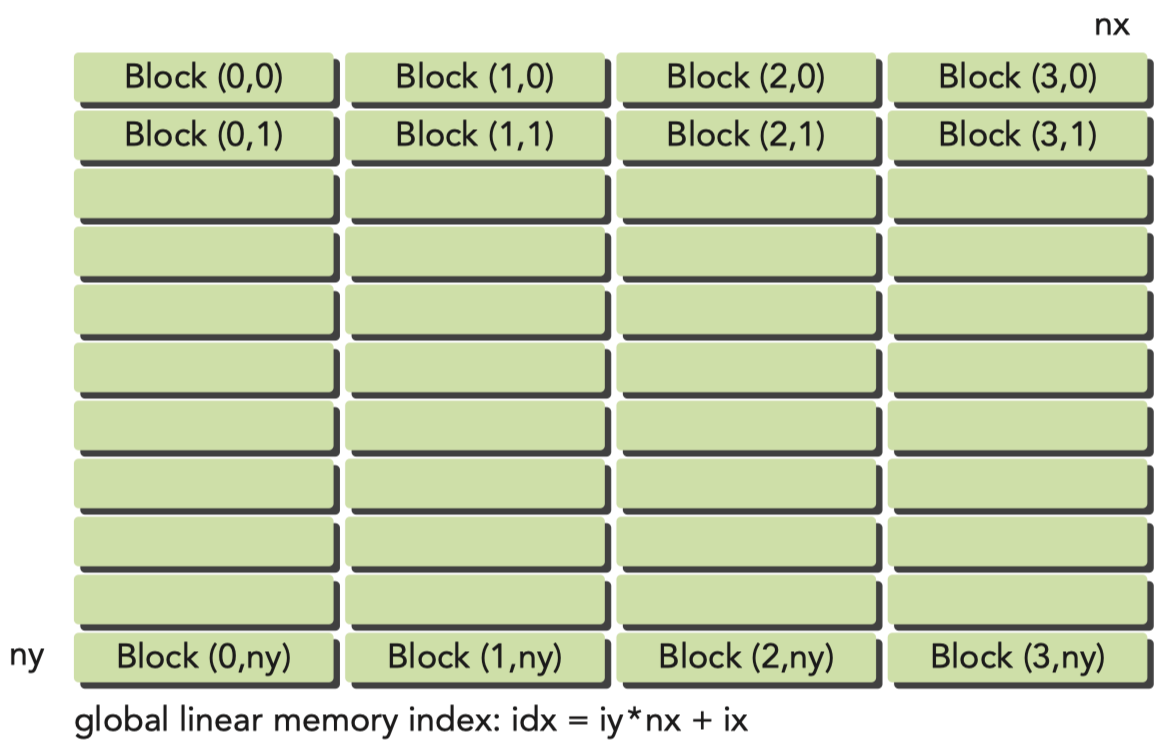 nx
Block (0,0) Block (1,0) Block (2,0) Block (3,0)
Block (0,1) Block (1,1) Block (2,1) Block (3,1)
ny Block (0,ny) Block (1,ny) Block (2,ny) Block (3,ny)
global linear memory index: idx = iy*nx + ix